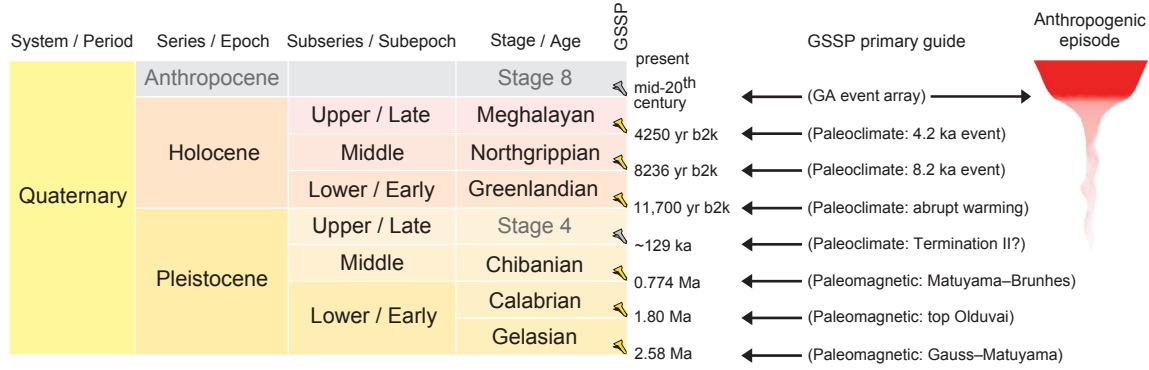 System / Period Series / Epoch Subseries / Subepoch Stage / Age GSSP GSSP primary guide Anthropogenic
episode
present
Anthropocene Stage 8
mid-20th
century (GA event array)
Upper / Late Meghalayan
4250 yr b2k (Paleoclimate: 4.2 ka event)
Holocene Middle Northgrippian
8236 yr b2k (Paleoclimate: 8.2 ka event)
Quaternary Lower / Early Greenlandian
11,700 yr b2k (Paleoclimate: abrupt warming)
Upper / Late Stage 4
~129 ka (Paleoclimate: Termination II?)
Pleistocene Middle Chibanian
0.774 Ma (Paleomagnetic: Matuyama–Brunhes)
Lower / Early Calabrian
1.80 Ma (Paleomagnetic: top Olduvai)
Gelasian
2.58 Ma (Paleomagnetic: Gauss–Matuyama)